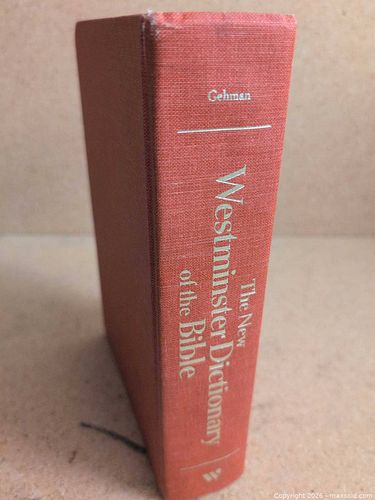 Gehman
The New
Westminster Dictionary
of the Bible
W
Copyright 2026 - maxsold.com